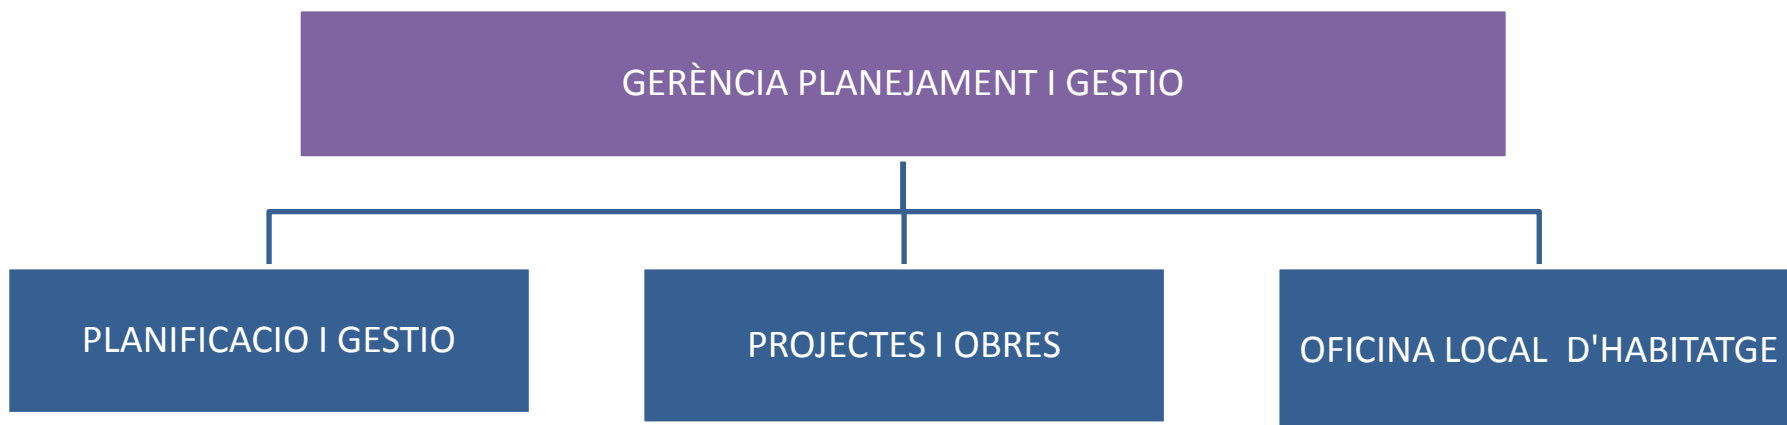 GERÈNCIA PLANEJAMENT I GESTIO
PLANIFICACIO I GESTIO
PROJECTES I OBRES
OFICINA LOCAL  D'HABITATGE